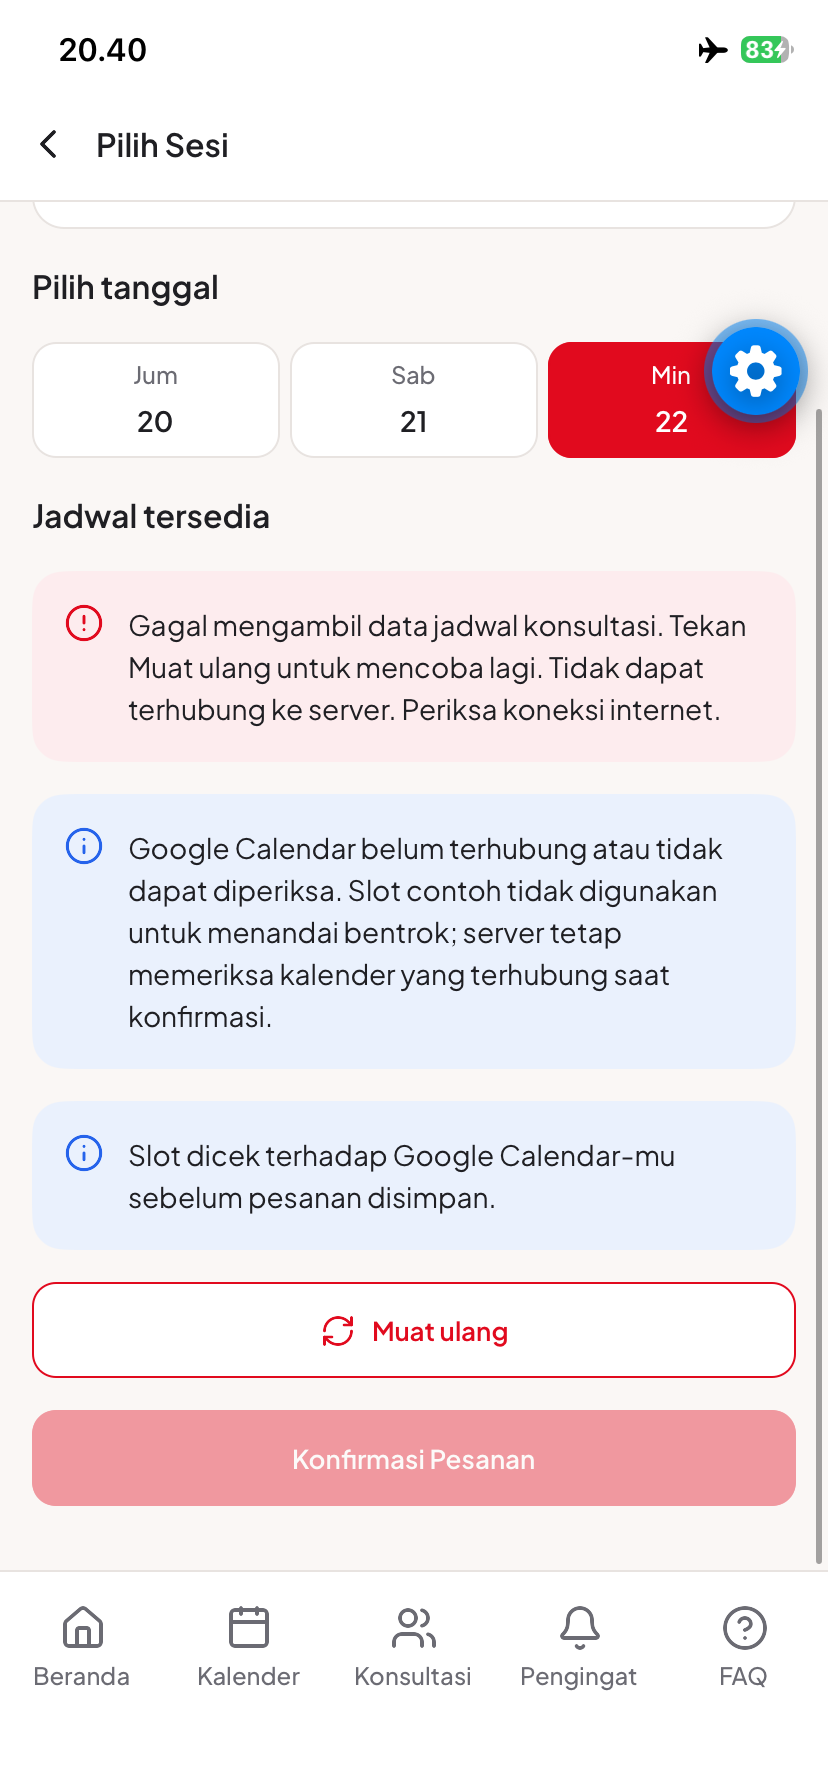 20.40
83
Pilih Sesi
Pilih tanggal
Jum
20
Sab
21
Min
22
Jadwal tersedia
Gagal mengambil data jadwal konsultasi. Tekan
Muat ulang untuk mencoba lagi. Tidak dapat
terhubung ke server. Periksa koneksi internet.
Google Calendar belum terhubung atau tidak
dapat diperiksa. Slot contoh tidak digunakan
untuk menandai bentrok; server tetap
memeriksa kalender yang terhubung saat
konfirmasi.
Slot dicek terhadap Google Calendar-mu
sebelum pesanan disimpan.
Muat ulang
Konfirmasi Pesanan
Beranda
Kalender
Konsultasi
Pengingat
FAQ